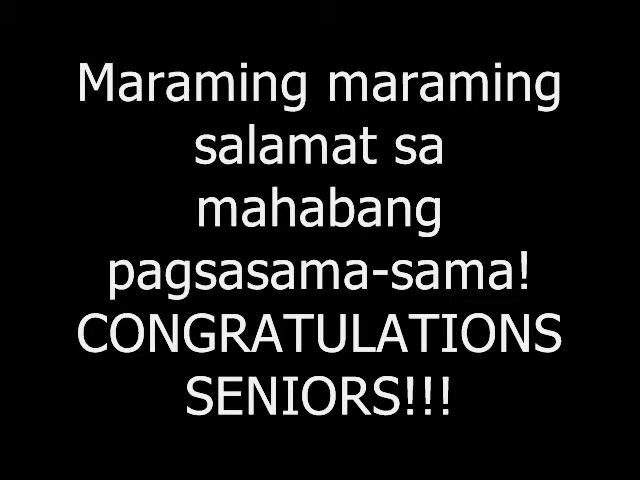 Maraming maraming
salamat sa
mahabang
pagsasama-sama!
CONGRATULATIONS
SENIORS!!!